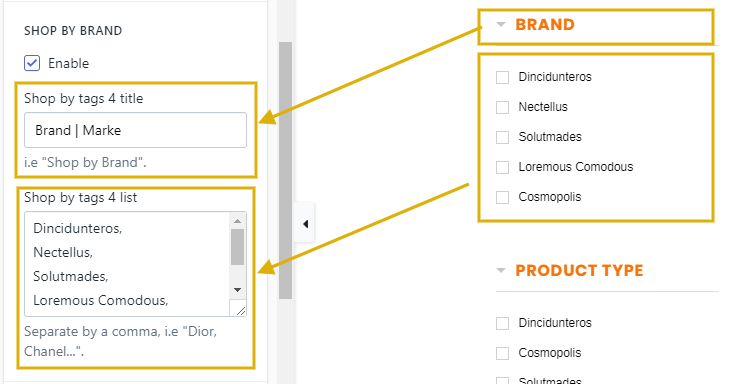 SHOP BY BRAND
Enable
Shop by tags 4 title
Brand | Marke
i.e "Shop by Brand".
Shop by tags 4 list
Dincidunteros,
Nectellus,
Solutmades,
Loremous Comodous,
Separate by a comma, i.e "Dior,
Chanel...".
BRAND
Dincidunteros
Nectellus
Solutmades
Loremous Comodous
Cosmopolis
PRODUCT TYPE
Dincidunteros
Cosmopolis
Solutmades